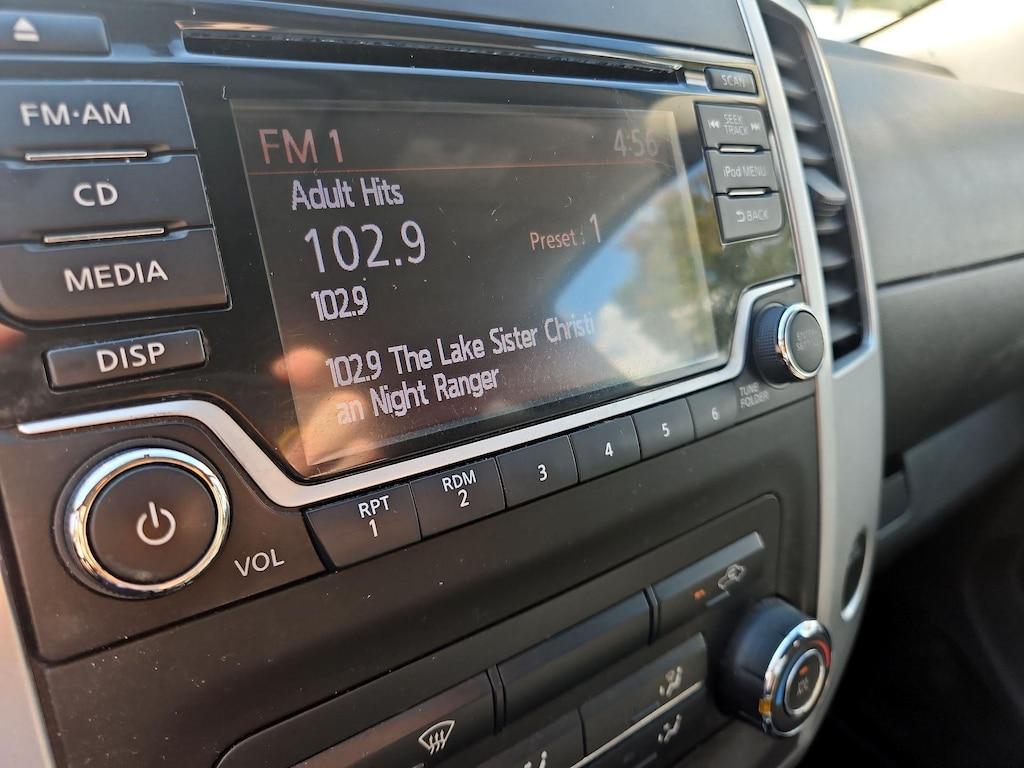 FM·AM
CD
MEDIA
DISP
FM 1
4:56
Adult Hits
102.9
Preset : 1
102.9
102.9 The Lake Sister Christi
an Night Ranger
SCAN
SEEK
TRACK
iPod MENU
BACK
TUNE
FOLDER
VOL
RPT
1
RDM
2
3
4
5
6